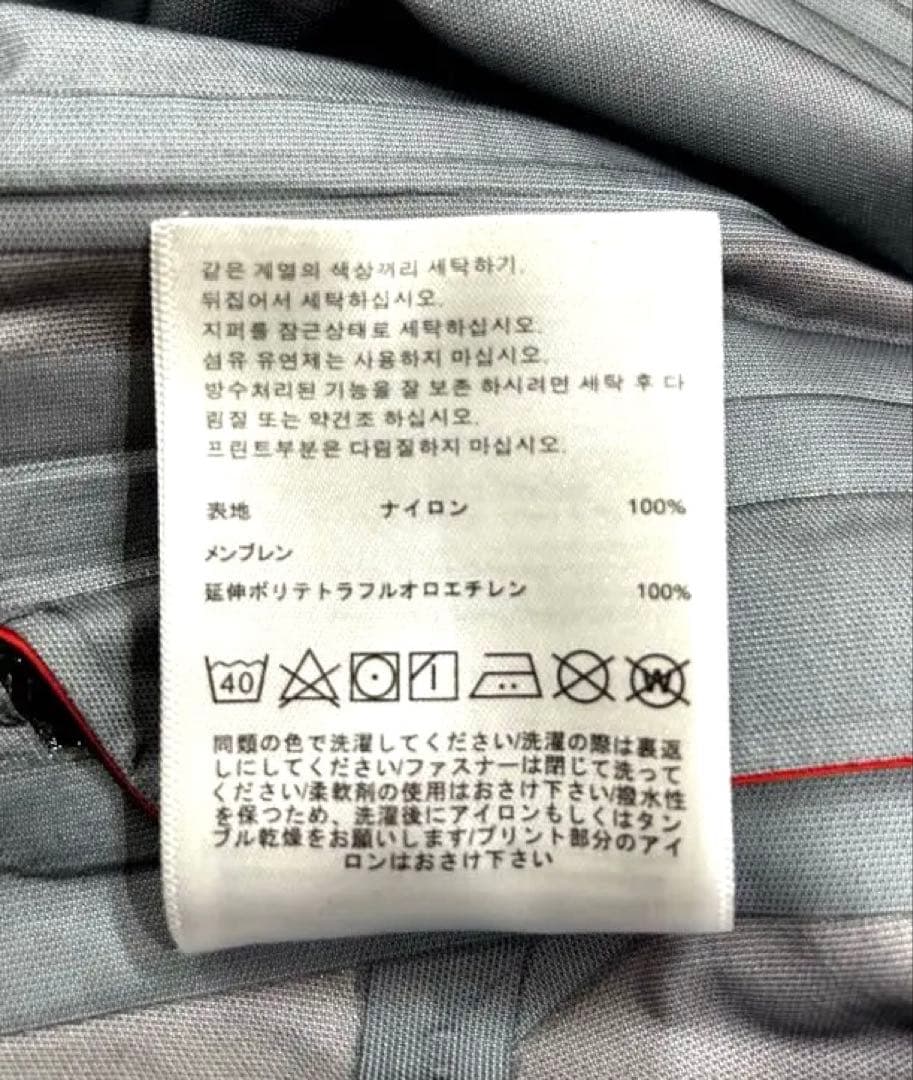 같은 계열의 색상끼리 세탁하기.
뒤집어서 세탁하십시오.
지퍼를 잠근상태로 세탁하십시오.
섬유 유연제는 사용하지 마십시오.
방수처리된 기능을 잘 보존 하시려면 세탁 후 다
림질 또는 약건조 하십시오.
프린트부분은 다림질하지 마십시오.
表地 ナイロン 100%
メンブレン
延伸ポリテトラフルオロエチレン 100%
40 W
同類の色で洗濯してください/洗濯の際は裏返
しにしてください/ファスナーは閉じて洗って
ください/柔軟剤の使用はおさけ下さい/撥水性
を保つため、洗濯後にアイロンもしくはタン
ブル乾燥をお願いします/プリント部分のアイ
ロンはおさけ下さい